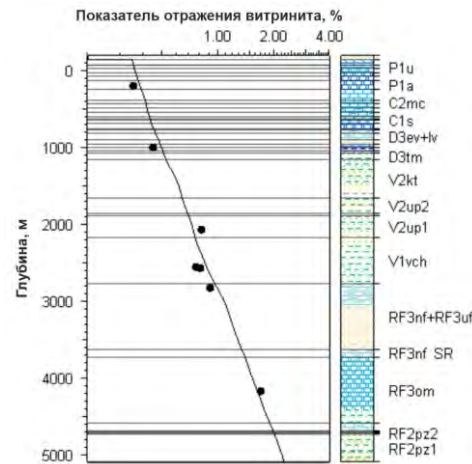 Показатель отражения витринита, %
1.00 2.00 4.00
0
1000
2000
3000
4000
5000
Глубина, м
P1u
P1a
C2mc
C1s
D3ev+lv
D3tm
V2kt
V2up2
V2up1
V1vch
RF3nf+RF3uf
RF3nf SR
RF3om
RF2pz2
RF2pz1